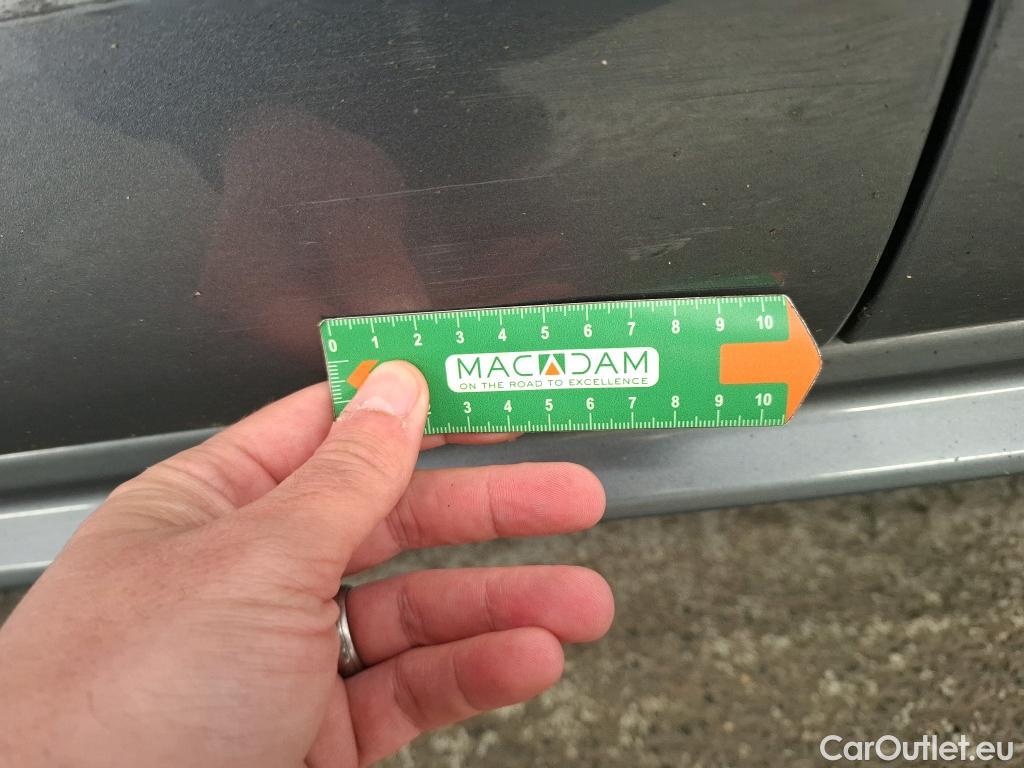 0 1 2 3 4 5 6 7 8 9 10
MACADAM
ON THE ROAD TO EXCELLENCE
3 4 5 6 7 8 9 10
CarOutlet.eu